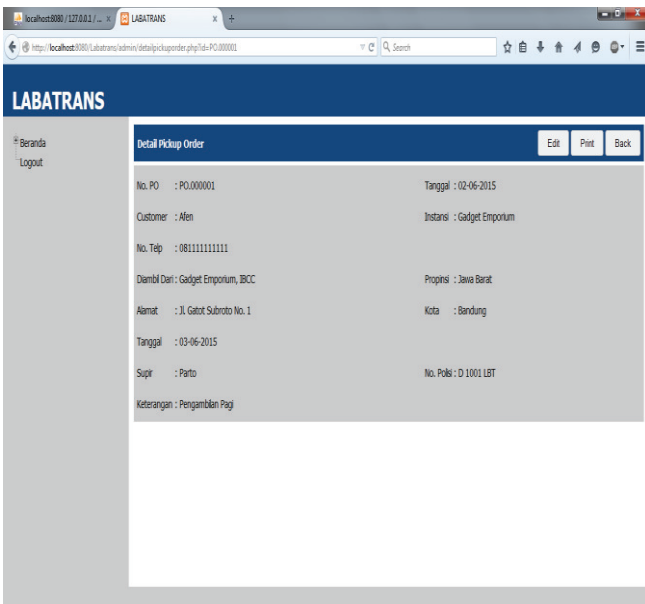 localhost:8080 / 127.0.0.1 / ... x LABATRANS x +
http://localhost:8080/Labatrans/admin/detailpickuporder.php?id=PO.000001 Search
LABATRANS
Beranda
Logout
Detail Pickup Order Edit Print Back
No. PO : PO.000001 Tanggal : 02-06-2015
Customer : Afen Instansi : Gadget Emporium
No. Telp : 081111111111
Diambil Dari : Gadget Emporium, IBCC Propinsi : Jawa Barat
Alamat : Jl. Gatot Subroto No. 1 Kota : Bandung
Tanggal : 03-06-2015
Supir : Parto No. Polisi : D 1001 LBT
Keterangan : Pengambilan Pagi